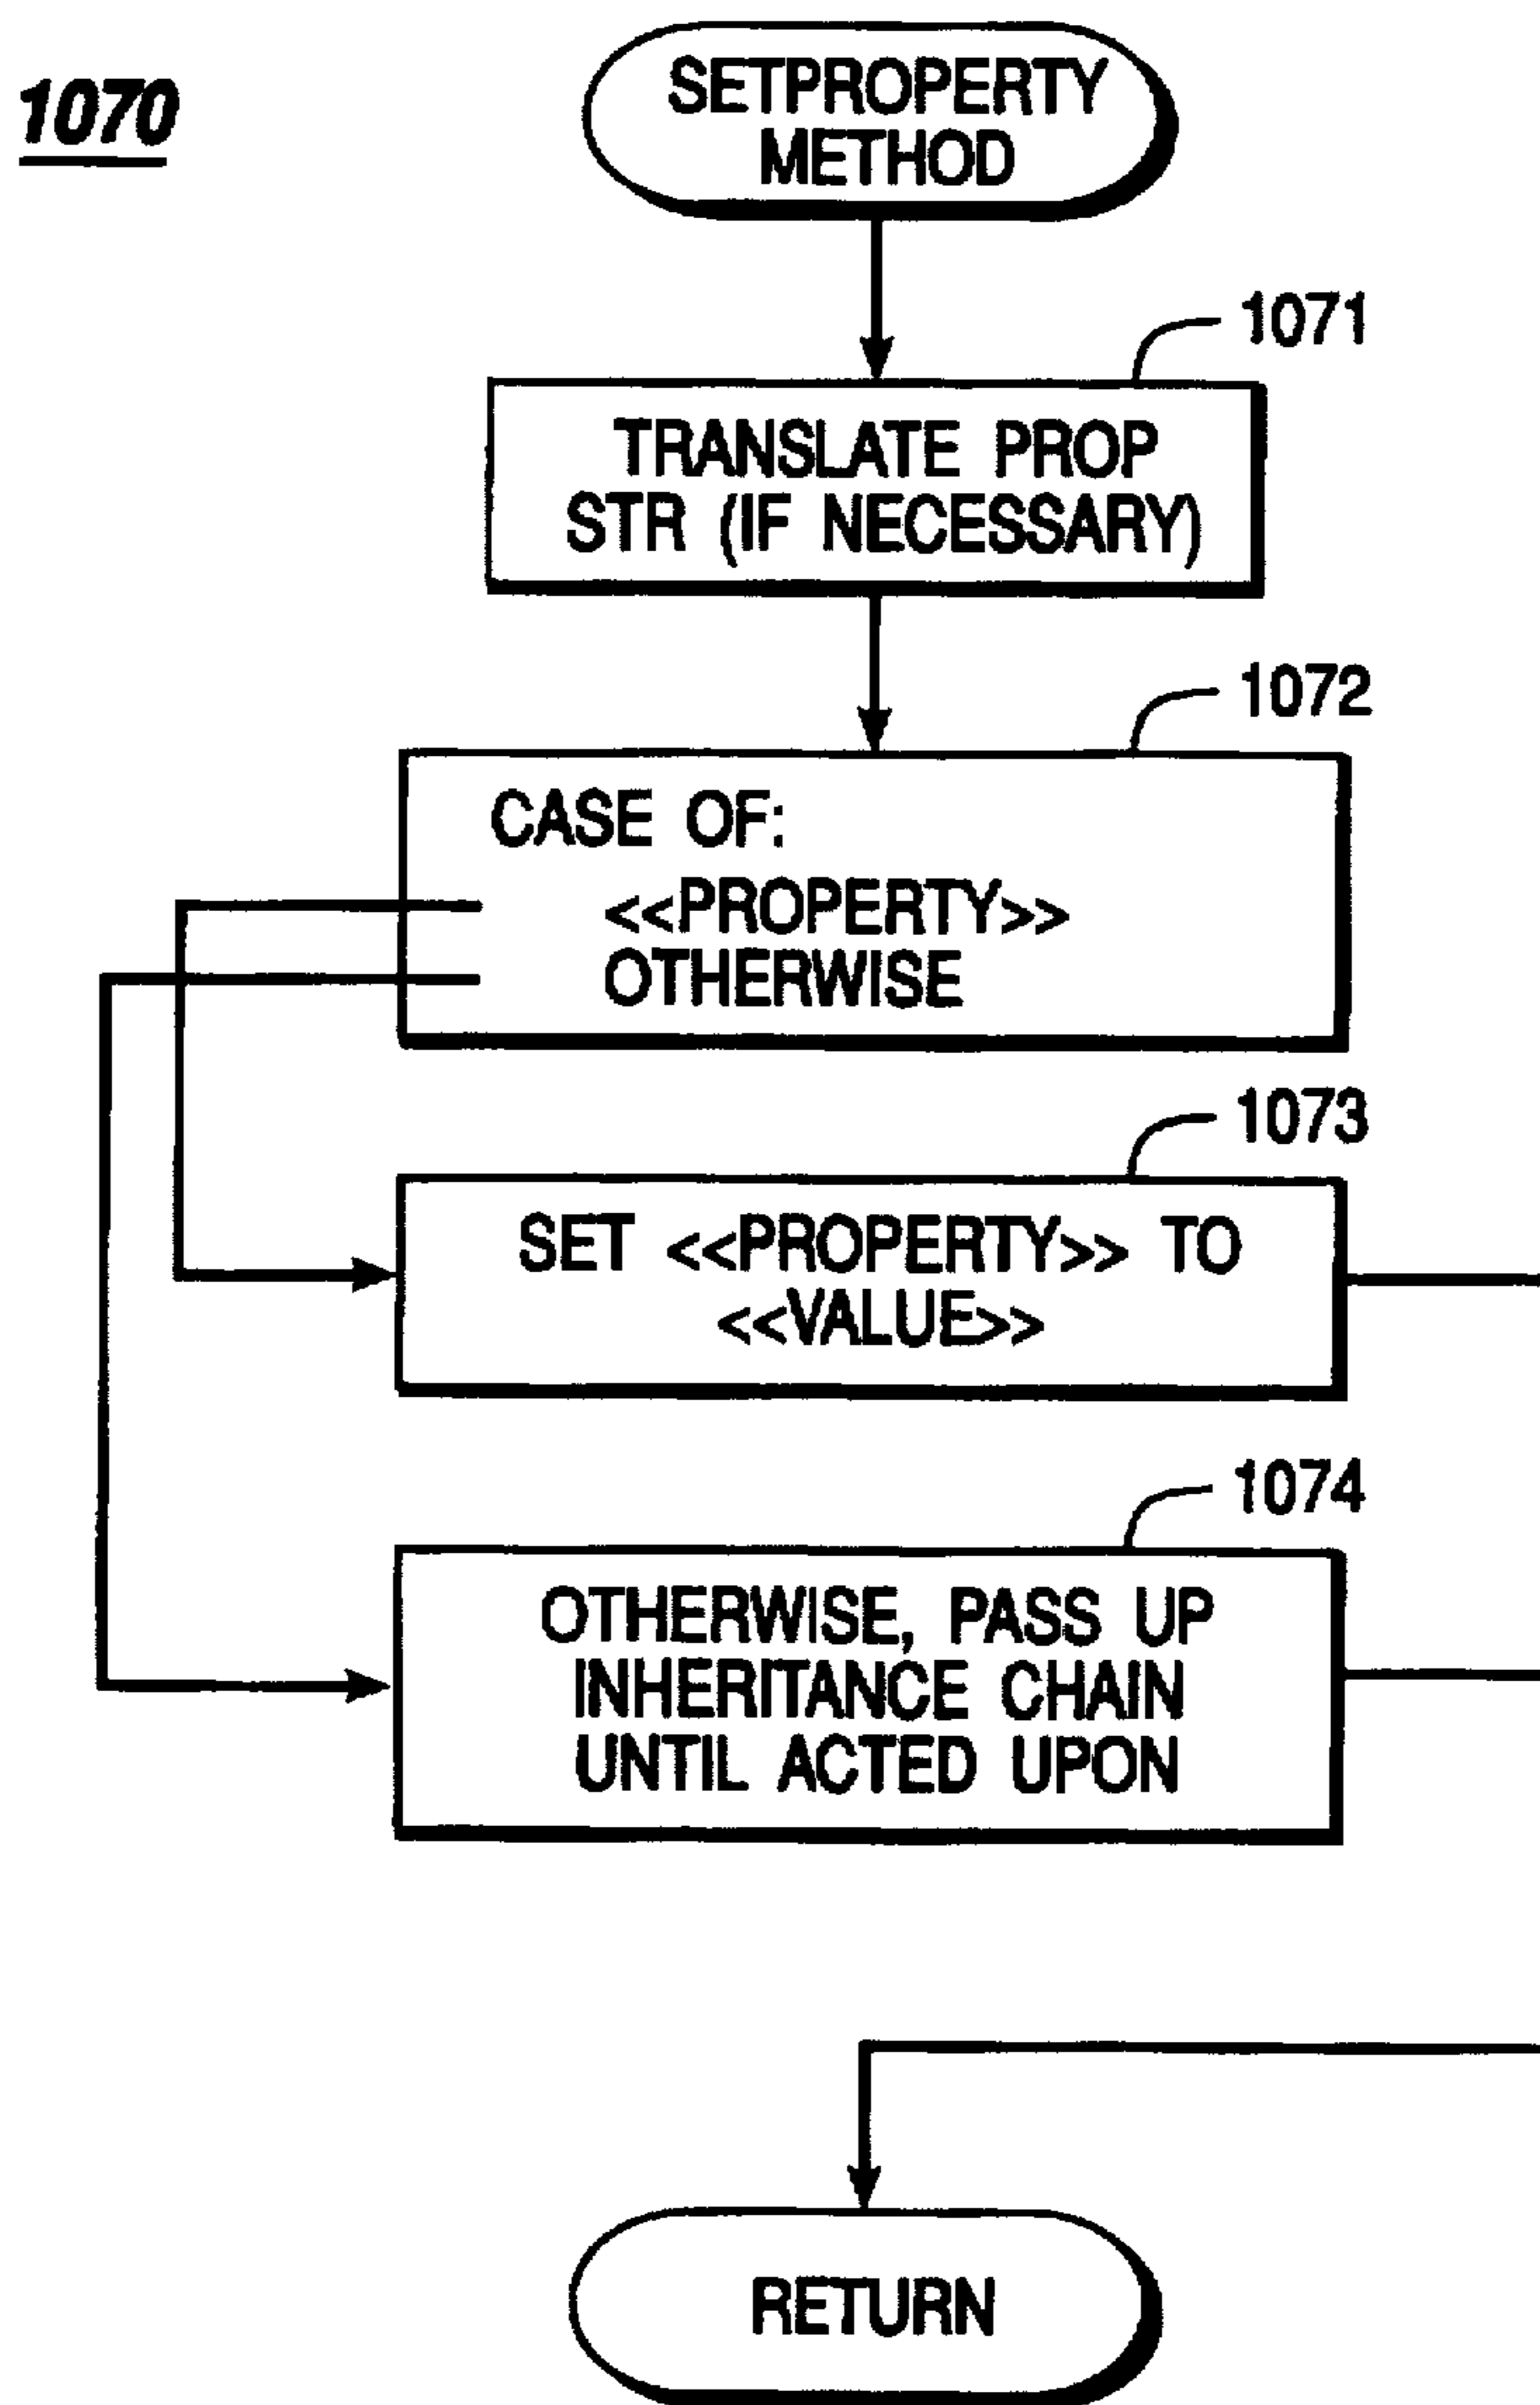 1070
SETPROPERTY
METHOD
1071
TRANSLATE PROP
STR (IF NECESSARY)
1072
CASE OF:
<<PROPERTY>>
OTHERWISE
1073
SET <<PROPERTY>> TO
<<VALUE>>
1074
OTHERWISE, PASS UP
INHERITANCE CHAIN
UNTIL ACTED UPON
RETURN